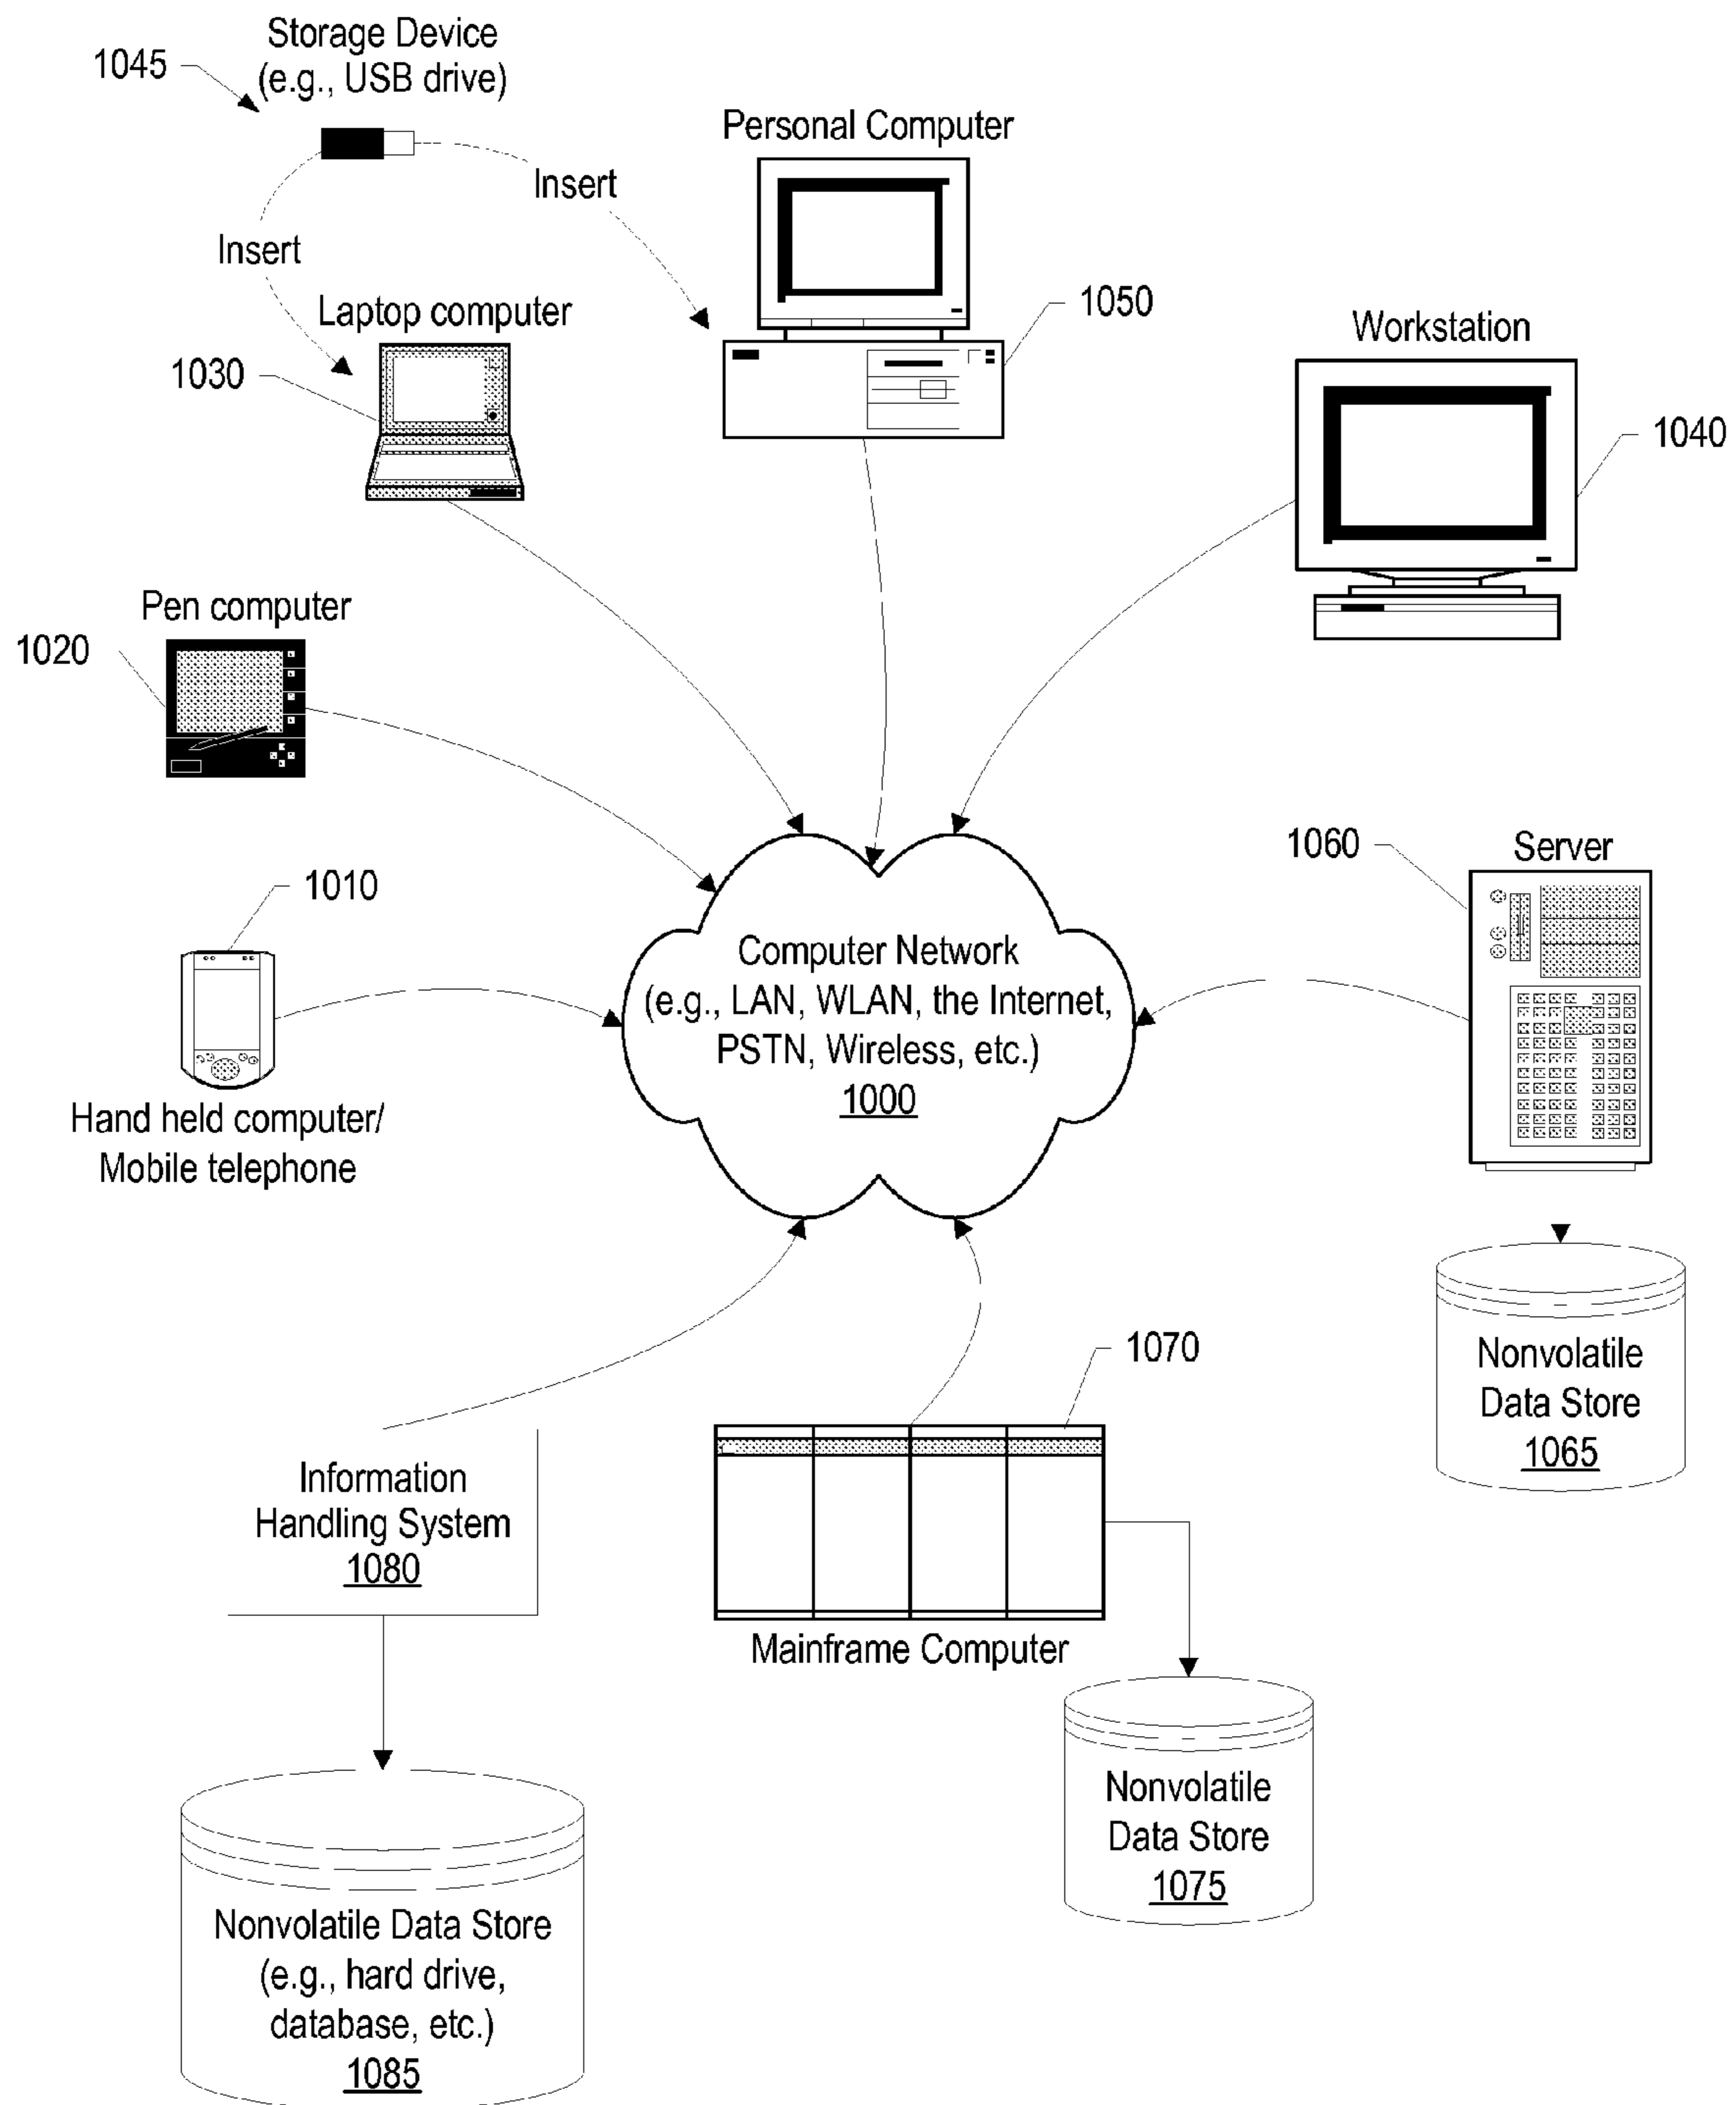 Storage Device
(e.g., USB drive)
1045
Personal Computer
Insert
Insert
1050
Laptop computer
1030
Workstation
1040
Pen computer
1020
1060
Server
1010
Computer Network
(e.g., LAN, WLAN, the Internet,
PSTN, Wireless, etc.)
1000
Hand held computer/
Mobile telephone
1070
Nonvolatile
Data Store
1065
Information
Handling System
1080
Mainframe Computer
Nonvolatile
Data Store
1075
Nonvolatile Data Store
(e.g., hard drive,
database, etc.)
1085